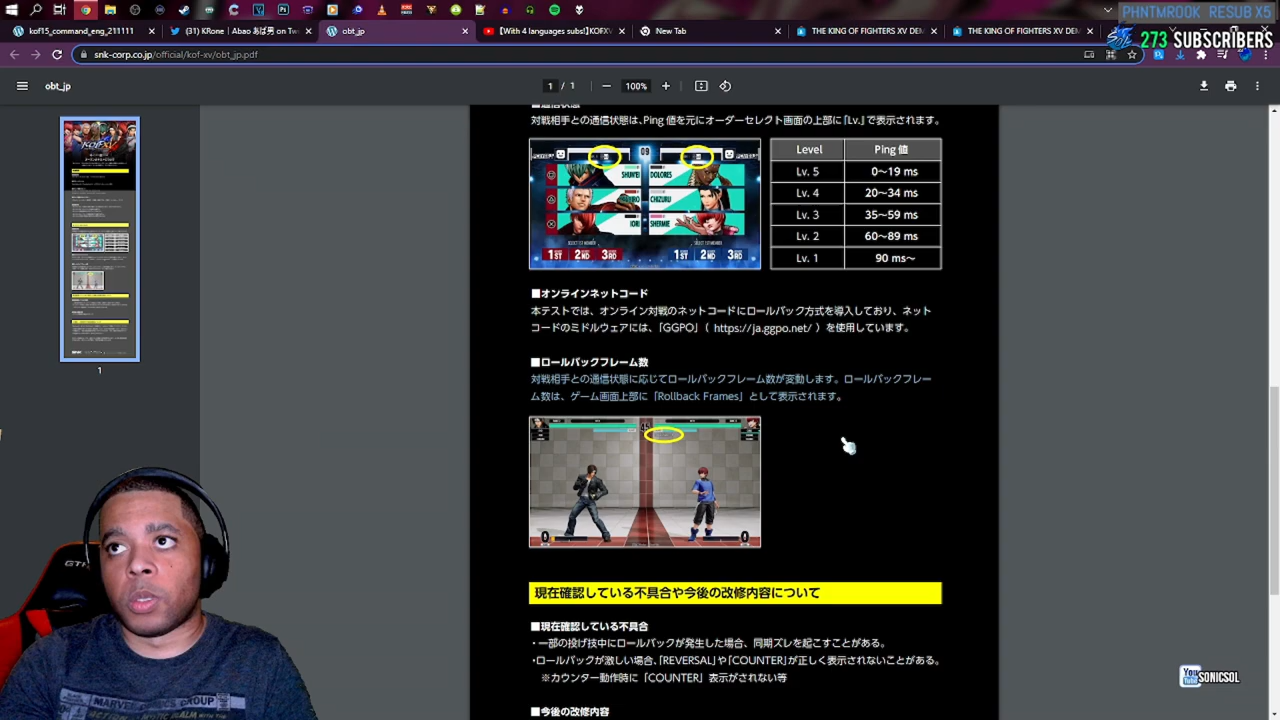 PHNTMROOK RESUB X5
kof15_command_eng_211111
(31) KRone | Abao あば男 on Tw
obt_jp
【With 4 languages subs!】KOFXV
New Tab
THE KING OF FIGHTERS XV DEM
THE KING OF FIGHTERS XV DEM
273 SUBSCRIBERS
snk-corp.co.jp/official/kof-xv/obt_jp.pdf
obt_jp
1 / 1
100%
対戦相手との通信状態は、Ping 値を元にオーダーセレクト画面の上部に「Lv.」で表示されます。
09
SHUN'EI
DOLORES
CHIZURU
IORI
SHERMIE
SELECT 1ST MEMBER
SELECT 1ST MEMBER
1ST 2ND 3RD
1ST 2ND 3RD
Level Ping 値
Lv. 5 0～19 ms
Lv. 4 20～34 ms
Lv. 3 35～59 ms
Lv. 2 60～89 ms
Lv. 1 90 ms～
■オンラインネットコード
本テストでは、オンライン対戦のネットコードにロールバック方式を導入しており、ネット
コードのミドルウェアには、「GGPO」（ https://ja.ggpo.net/ ）を使用しています。
■ロールバックフレーム数
対戦相手との通信状態に応じてロールバックフレーム数が変動します。ロールバックフレー
ム数は、ゲーム画面上部に「Rollback Frames」として表示されます。
0
0
現在確認している不具合や今後の改修内容について
■現在確認している不具合
・一部の投げ技中にロールバックが発生した場合、同期ズレを起こすことがある。
・ロールバックが激しい場合、「REVERSAL」や「COUNTER」が正しく表示されないことがある。
※カウンター動作時に「COUNTER」表示がされない等
■今後の改修内容
1
GT
MARVEL
GROUP
You Tube SONICSOL